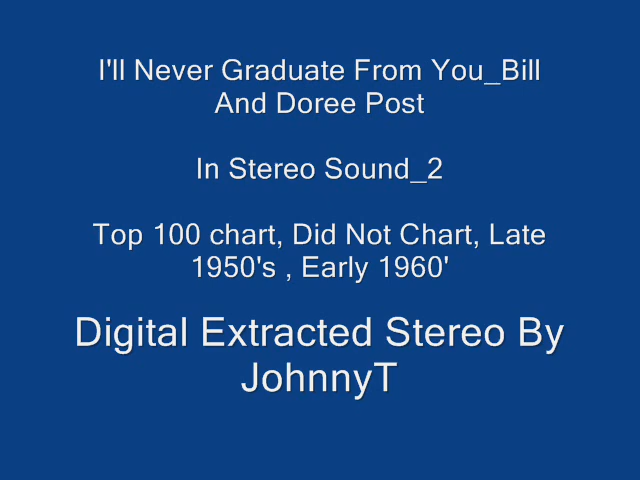 I'll Never Graduate From You_Bill
And Doree Post
In Stereo Sound_2
Top 100 chart, Did Not Chart, Late
1950's , Early 1960'
Digital Extracted Stereo By
JohnnyT